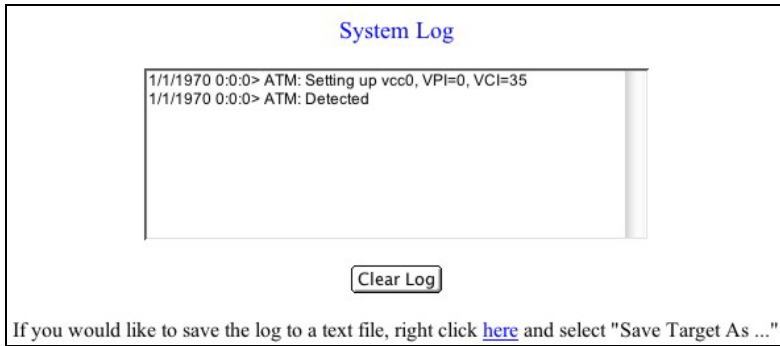 System Log
1/1/1970 0:0:0> ATM: Setting up vcc0, VPI=0, VCI=35
1/1/1970 0:0:0> ATM: Detected
Clear Log
If you would like to save the log to a text file, right click here and select "Save Target As ..."